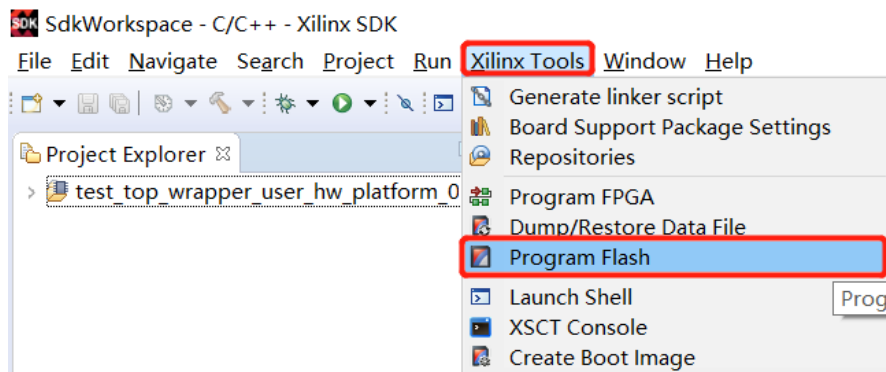 SDK SdkWorkspace - C/C++ - Xilinx SDK
File Edit Navigate Search Project Run Xilinx Tools Window Help
Generate linker script
Board Support Package Settings
Project Explorer
Repositories
test_top_wrapper_user_hw_platform_0
Program FPGA
Dump/Restore Data File
Program Flash
Launch Shell
Prog
XSCT Console
Create Boot Image